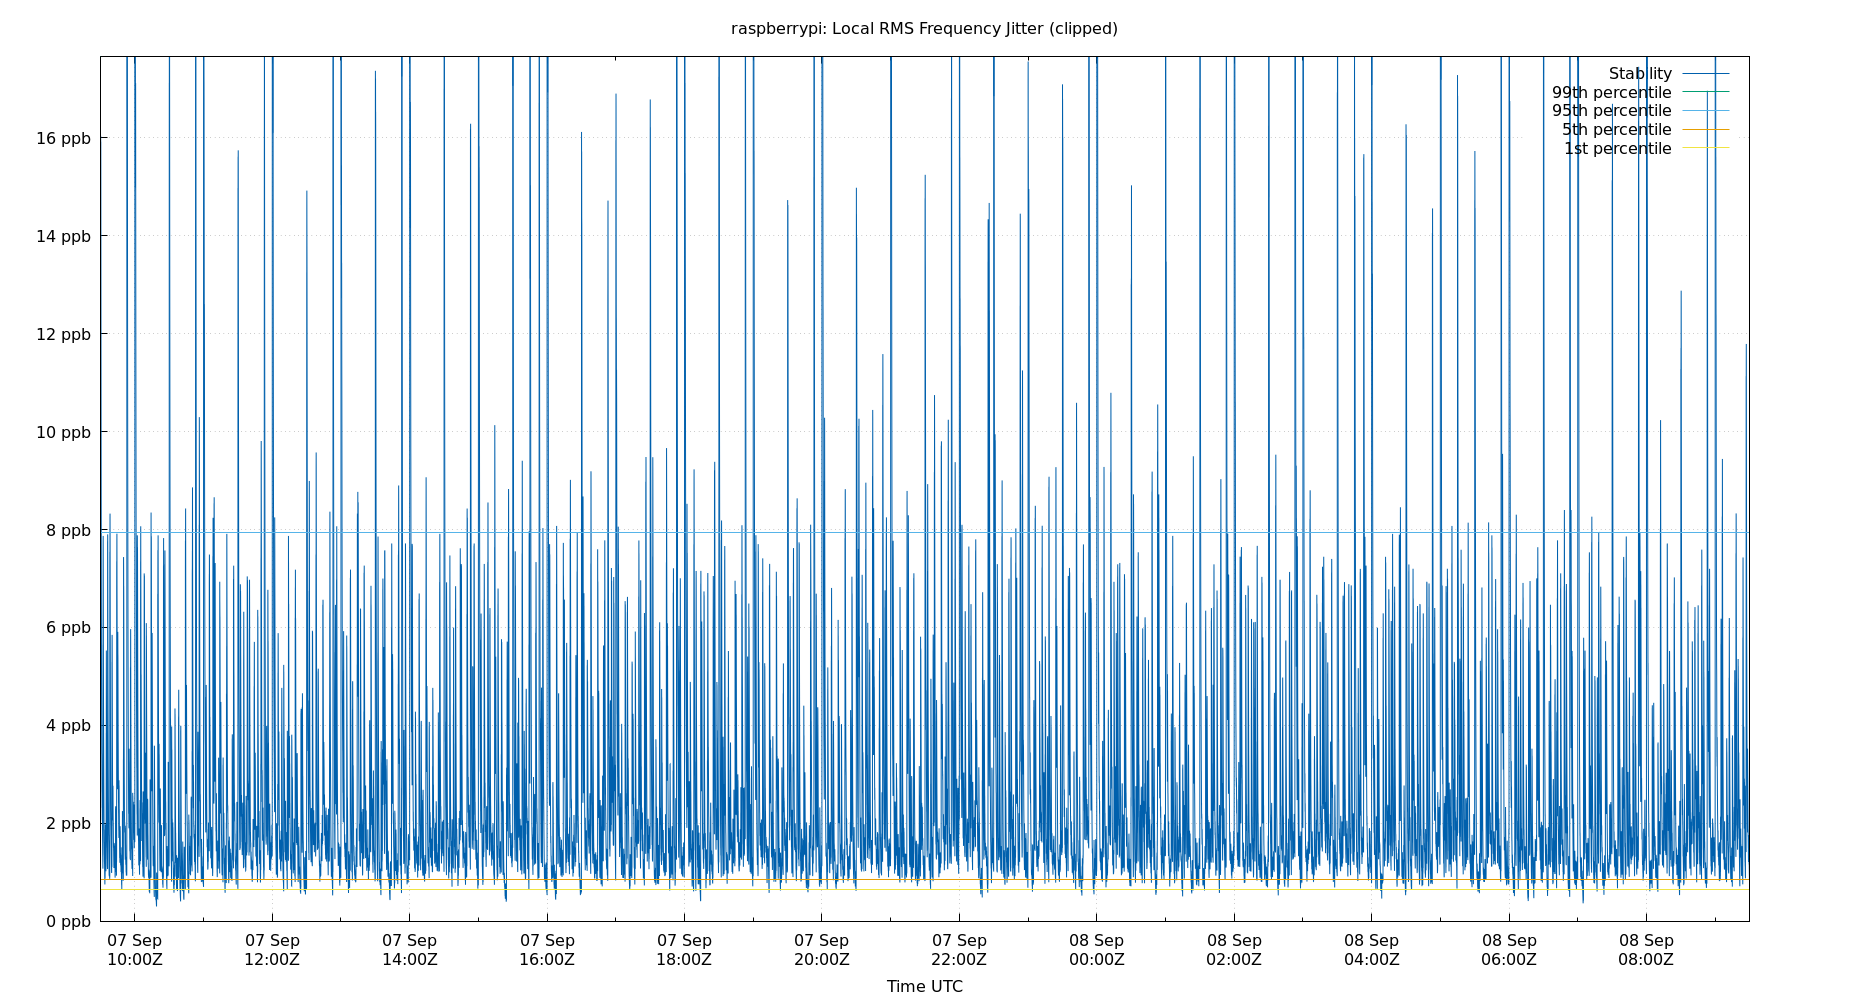 raspberrypi: Local RMS Frequency Jitter (clipped)
Stability
99th percentile
95th percentile
5th percentile
1st percentile
16 ppb
14 ppb
12 ppb
10 ppb
8 ppb
6 ppb
4 ppb
2 ppb
0 ppb
07 Sep 07 Sep 07 Sep 07 Sep 07 Sep 07 Sep 07 Sep 08 Sep 08 Sep 08 Sep 08 Sep 08 Sep
10:00Z 12:00Z 14:00Z 16:00Z 18:00Z 20:00Z 22:00Z 00:00Z 02:00Z 04:00Z 06:00Z 08:00Z
Time UTC